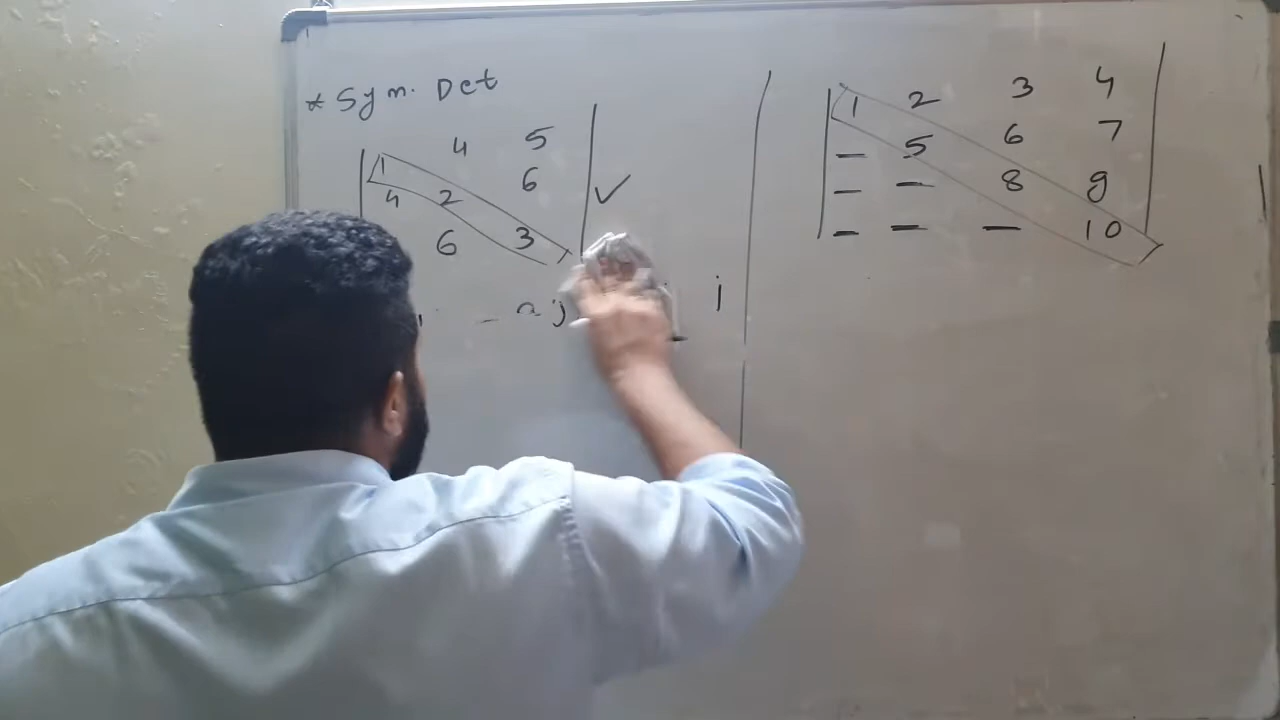 * Sym. Det
| 1 4 5 |
4 2 6 ✓
6 3
aij j
| 1 2 3 4 |
| — 5 6 7 |
| — — 8 9 |
| — — — 10